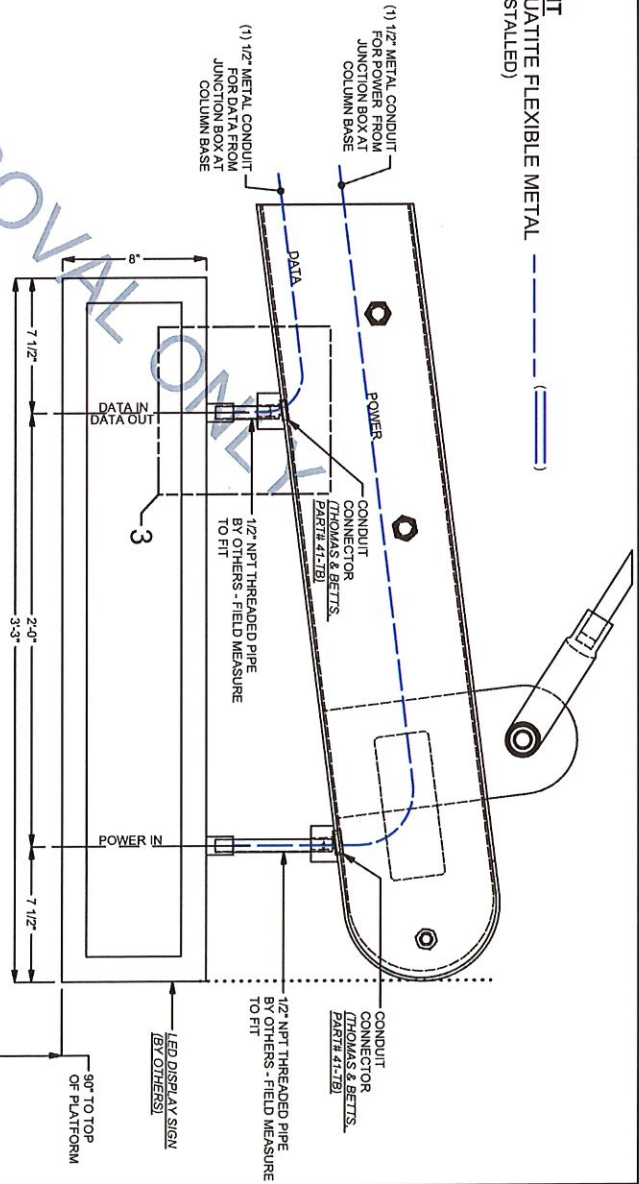 IT
UATITE FLEXIBLE METAL
STALLED)
(1) 1/2" METAL CONDUIT
FOR POWER FROM
JUNCTION BOX AT
COLUMN BASE
(1) 1/2" METAL CONDUIT
FOR DATA FROM
JUNCTION BOX AT
COLUMN BASE
DATA
POWER
CONDUIT
CONNECTOR
(THOMAS & BETTS,
PART# 41-TB)
1/2" NPT THREADED PIPE
BY OTHERS - FIELD MEASURE
TO FIT
3
DATA IN
DATA OUT
POWER IN
8"
7 1/2"
2'-0"
7 1/2"
3'-3"
CONDUIT
CONNECTOR
(THOMAS & BETTS,
PART# 41-TB)
1/2" NPT THREADED PIPE
BY OTHERS - FIELD MEASURE
TO FIT
LED DISPLAY SIGN
(BY OTHERS)
90" TO TOP
OF PLATFORM
OVAL ONLY